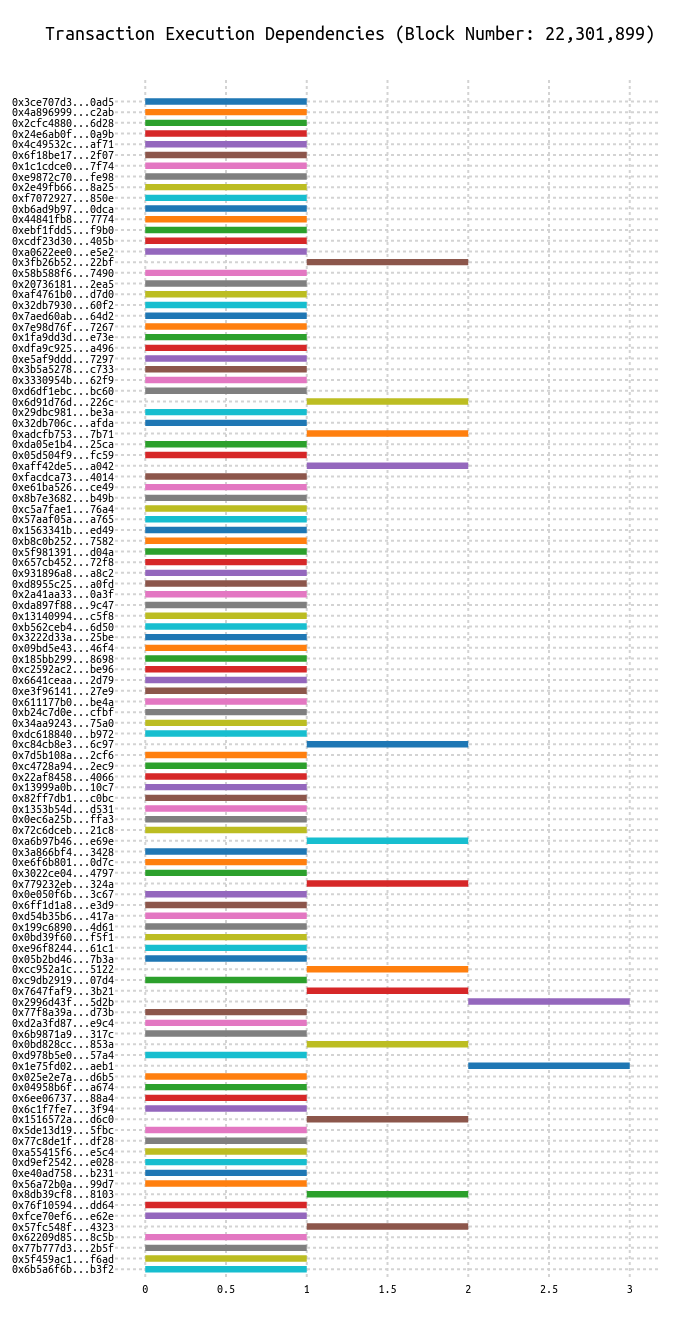 Transaction Execution Dependencies (Block Number: 22,301,899)
0x3ce707d3...0ad5
0x4a896999...c2ab
0x2cfc4880...6d28
0x24e6ab0f...0a9b
0x4c49532c...af71
0x6f18be17...2f07
0x1c1cdce0...7f74
0xe9872c70...fe98
0x2e49fb66...8a25
0xf7072927...850e
0xb6ad9b97...0dca
0x44841fb8...7774
0xebf1fdd5...f9b0
0xcdf23d30...405b
0xa0622ee0...e5e2
0x3fb26b52...22bf
0x58b588f6...7490
0x20736181...2ea5
0xaf4761b0...d7d0
0x32db7930...60f2
0x7aed60ab...64d2
0x7e98d76f...7267
0x1fa9dd3d...e73e
0xdfa9c925...a496
0xe5af9ddd...7297
0x3b5a5278...c733
0x3330954b...62f9
0xd6df1ebc...bc60
0x6d91d76d...226c
0x29dbc981...be3a
0x32db706c...afda
0xadcfb753...7b71
0xda05e1b4...25ca
0x05d504f9...fc59
0xaff42de5...a042
0xfacdca73...4014
0xe61ba526...ce49
0x8b7e3682...b49b
0xc5a7fae1...76a4
0x57aaf05a...a765
0x1563341b...ed49
0xb8c0b252...7582
0x5f981391...d04a
0x657cb452...72f8
0x931896a8...a8c2
0xd8955c25...a0fd
0x2a41aa33...0a3f
0xda897f88...9c47
0x13140994...c5f8
0xb562ceb4...6d50
0x3222d33a...25be
0x09bd5e43...46f4
0x185bb299...8698
0xc2592ac2...be96
0x6641ceaa...2d79
0xe3f96141...27e9
0x611177b0...be4a
0xb24c7d0e...cfbf
0x34aa9243...75a0
0xdc618840...b972
0xc84cb8e3...6c97
0x7d5b108a...2cf6
0xc4728a94...2ec9
0x22af8458...4066
0x13999a0b...10c7
0x82ff7db1...c0bc
0x1353b54d...d531
0x0ec6a25b...ffa3
0x72c6dceb...21c8
0xa6b97b46...e69e
0x3a866bf4...3428
0xe6f6b801...0d7c
0x3022ce04...4797
0x779232eb...324a
0x0e050f6b...3c67
0x6ff1d1a8...e3d9
0xd54b35b6...417a
0x199c6890...4d61
0x0bd39f60...f5f1
0xe96f8244...61c1
0x05b2bd46...7b3a
0xcc952a1c...5122
0xc9db2919...07d4
0x7647faf9...3b21
0x2996d43f...5d2b
0x77f8a39a...d73b
0xd2a3fd87...e9c4
0x6b9871a9...317c
0x0bd828cc...853a
0xd978b5e0...57a4
0x1e75fd02...aeb1
0x025e2e7a...d6b5
0x04958b6f...a674
0x6ee06737...88a4
0x6c1f7fe7...3f94
0x1516572a...d6c0
0x5de13d19...5fbc
0x77c8de1f...df28
0xa55415f6...e5c4
0xd9ef2542...e028
0xe40ad758...b231
0x56a72b0a...99d7
0x8db39cf8...8103
0x76f10594...dd64
0xfce70ef6...e62e
0x57fc548f...4323
0x62209d85...8c5b
0x77b777d3...2b5f
0x5f459ac1...f6ad
0x6b5a6f6b...b3f2
0 0.5 1 1.5 2 2.5 3